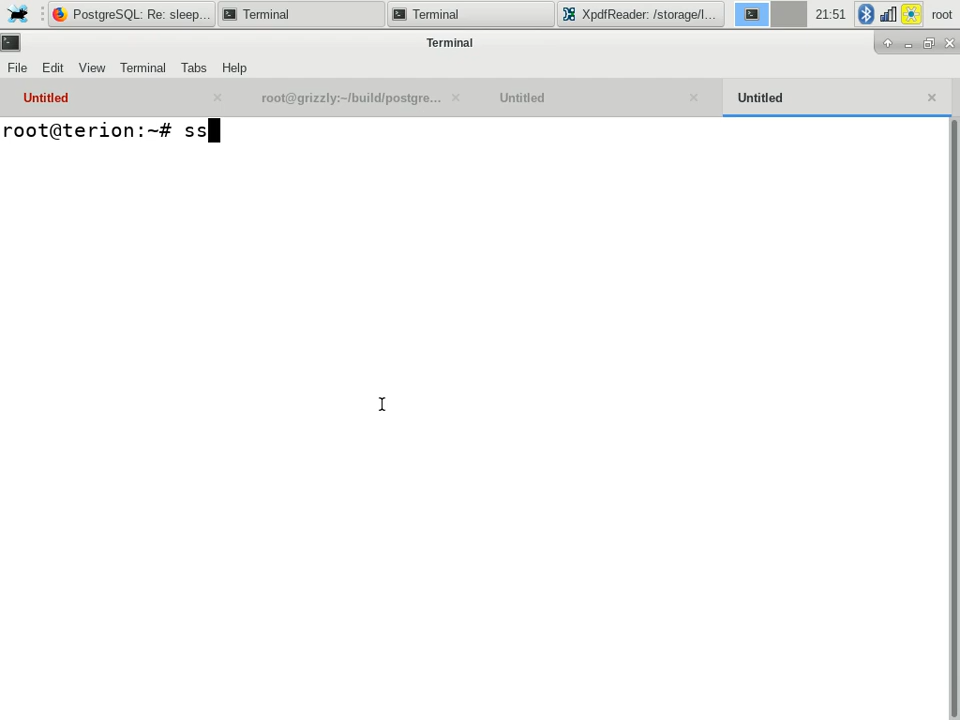 PostgreSQL: Re: sleep... Terminal Terminal XpdfReader: /storage/l... 21:51 root
Terminal
File Edit View Terminal Tabs Help
Untitled root@grizzly:~/build/postgre... Untitled Untitled
root@terion:~# ss